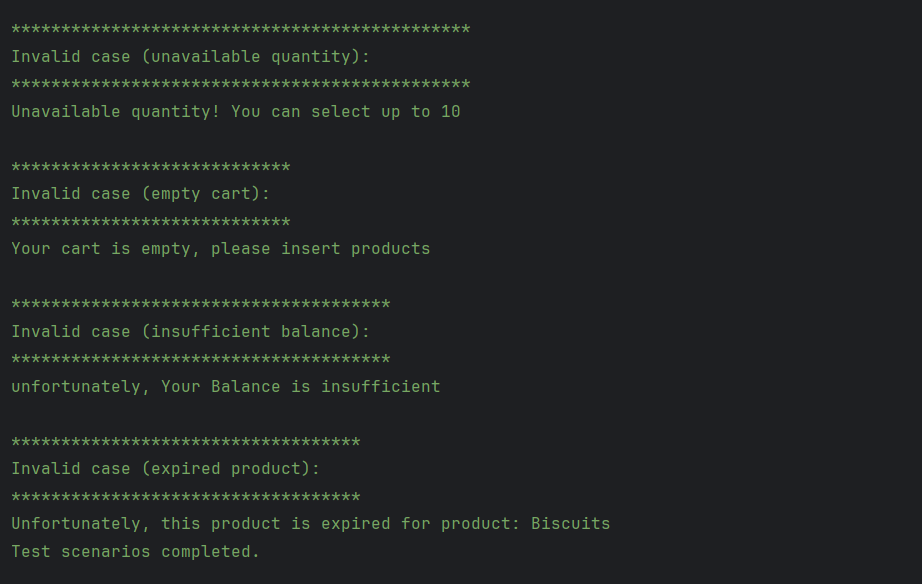 **********************************************
Invalid case (unavailable quantity):
**********************************************
Unavailable quantity! You can select up to 10
****************************
Invalid case (empty cart):
****************************
Your cart is empty, please insert products
**************************************
Invalid case (insufficient balance):
**************************************
unfortunately, Your Balance is insufficient
***********************************
Invalid case (expired product):
***********************************
Unfortunately, this product is expired for product: Biscuits
Test scenarios completed.